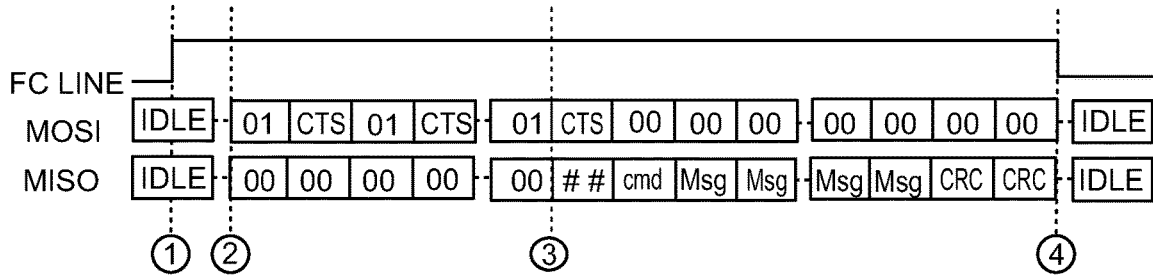 FC LINE
MOSI IDLE 01 CTS 01 CTS 01 CTS 00 00 00 00 00 00 00 IDLE
MISO IDLE 00 00 00 00 00 ## cmd Msg Msg Msg Msg CRC CRC IDLE
1 2 3 4